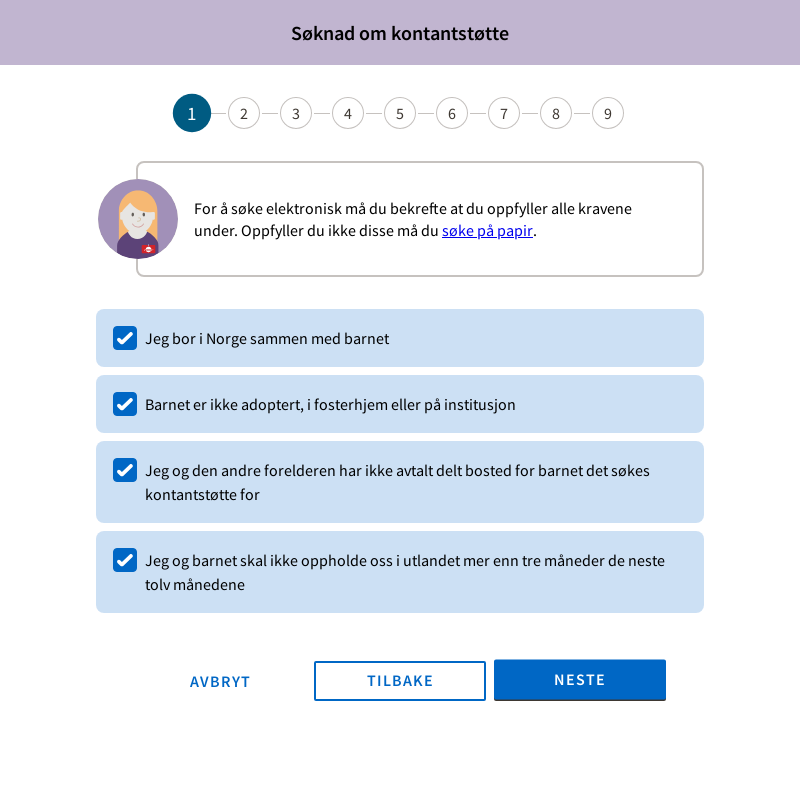 Søknad om kontantstøtte
1 2 3 4 5 6 7 8 9
For å søke elektronisk må du bekrefte at du oppfyller alle kravene
under. Oppfyller du ikke disse må du søke på papir.
Jeg bor i Norge sammen med barnet
Barnet er ikke adoptert, i fosterhjem eller på institusjon
Jeg og den andre forelderen har ikke avtalt delt bosted for barnet det søkes
kontantstøtte for
Jeg og barnet skal ikke oppholde oss i utlandet mer enn tre måneder de neste
tolv månedene
AVBRYT TILBAKE NESTE